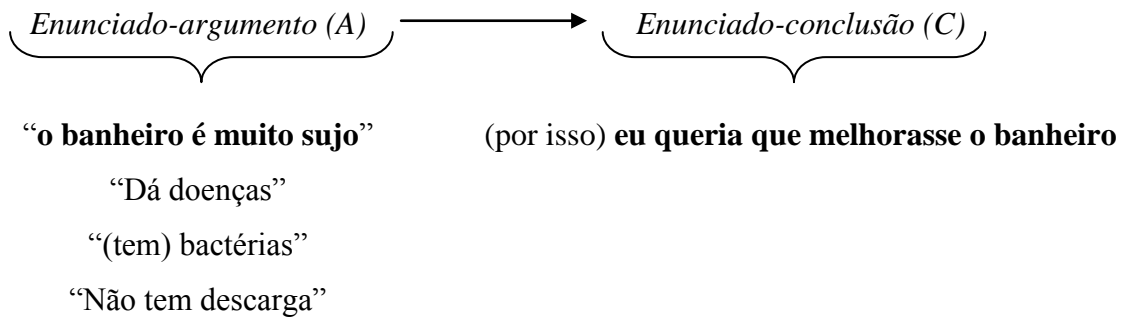 Enunciado-argumento (A) Enunciado-conclusão (C)
“o banheiro é muito sujo” (por isso) eu queria que melhorasse o banheiro
“Dá doenças”
“(tem) bactérias”
“Não tem descarga”